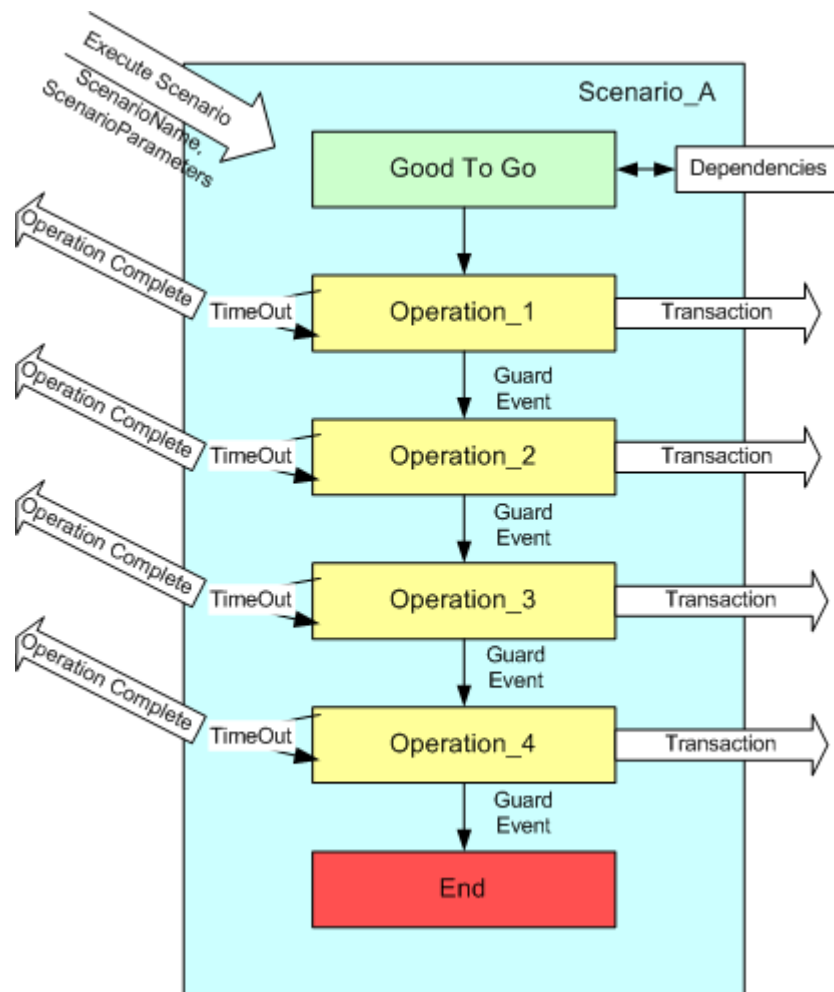 Execute Scenario
ScenarioName,
ScenarioParameters
Scenario_A
Good To Go
Dependencies
Operation Complete
TimeOut
Operation_1
Transaction
Guard
Event
Operation Complete
TimeOut
Operation_2
Transaction
Guard
Event
Operation Complete
TimeOut
Operation_3
Transaction
Guard
Event
Operation Complete
TimeOut
Operation_4
Transaction
Guard
Event
End